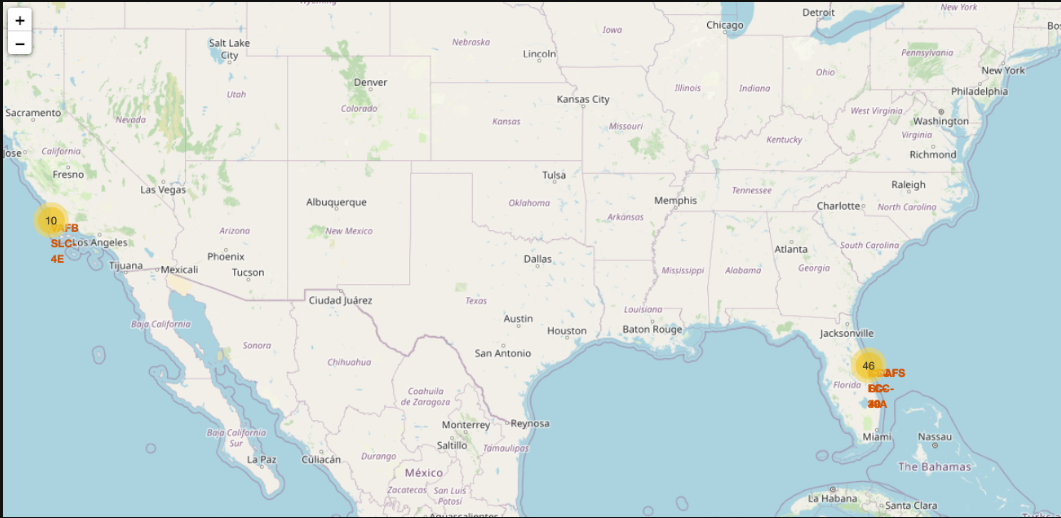 +
−
Wyoming
Chicago
Detroit
New York
Salt Lake
City
Nebraska
Iowa
Lincoln
Pennsylvania
New York
Denver
Utah
Colorado
Illinois
Indiana
Ohio
Philadelphia
Sacramento
Nevada
Kansas City
Kansas
Missouri
West Virginia
Washington
Virginia
Jose
California
Kentucky
Richmond
Fresno
Las Vegas
Tulsa
Tennessee
Raleigh
Albuquerque
Oklahoma
Memphis
Charlotte
North Carolina
10
Arkansas
AFB
SLC-
4E
Los Angeles
Arizona
New Mexico
Atlanta
South Carolina
Phoenix
Dallas
Mississippi
Alabama
Georgia
Tijuana
Mexicali
Tucson
Ciudad Juárez
Texas
Louisiana
Austin
Houston
Baton Rouge
Jacksonville
Baja California
Sonora
Chihuahua
San Antonio
46
AFS
Florida
Coahuila
de Zaragoza
Monterrey
Reynosa
Baja California
Sur
Saltillo
Tamaulipas
Miami
Nassau
La Paz
Culiacán
Durango
México
The Bahamas
Zacatecas
San Luis
Potosí
La Habana
Santa Clara
Aguascalientes